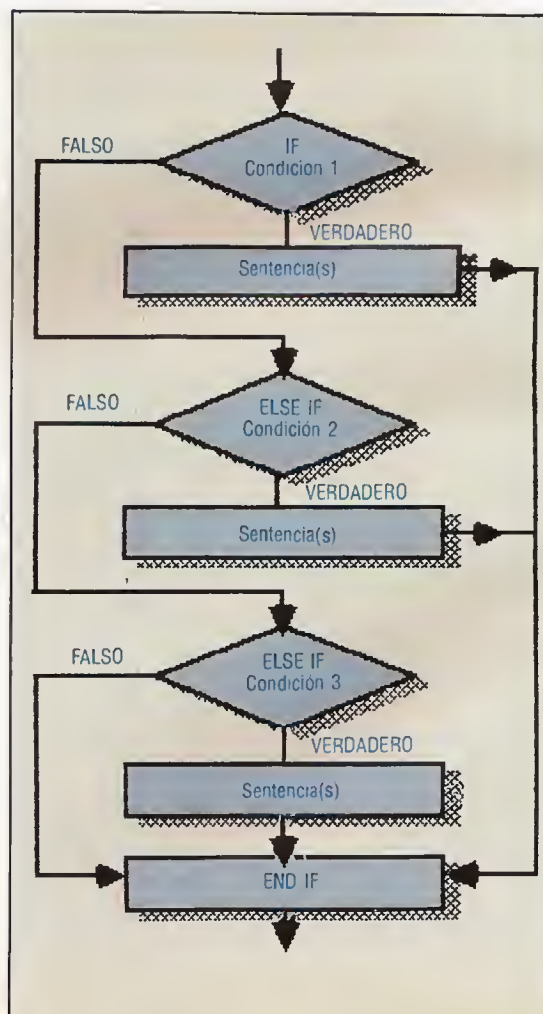 IF
Condición 1
FALSO
VERDADERO
Sentencia(s)
ELSE IF
Condición 2
FALSO
VERDADERO
Sentencia(s)
ELSE IF
Condición 3
FALSO
VERDADERO
Sentencia(s)
END IF